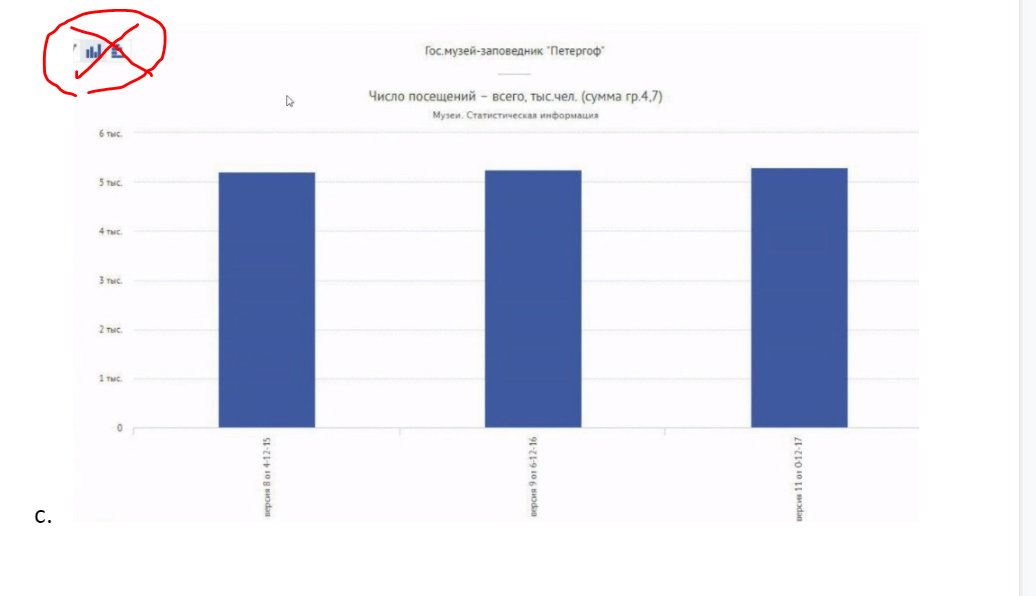 Гос.музей-заповедник "Петергоф"
Число посещений – всего, тыс.чел. (сумма гр.4,7)
Музеи. Статистическая информация
6 тыс.
5 тыс.
4 тыс.
3 тыс.
2 тыс.
1 тыс.
0
версия 8 от 4-12-15
версия 9 от 6-12-16
версия 11 от 0-12-17
c.